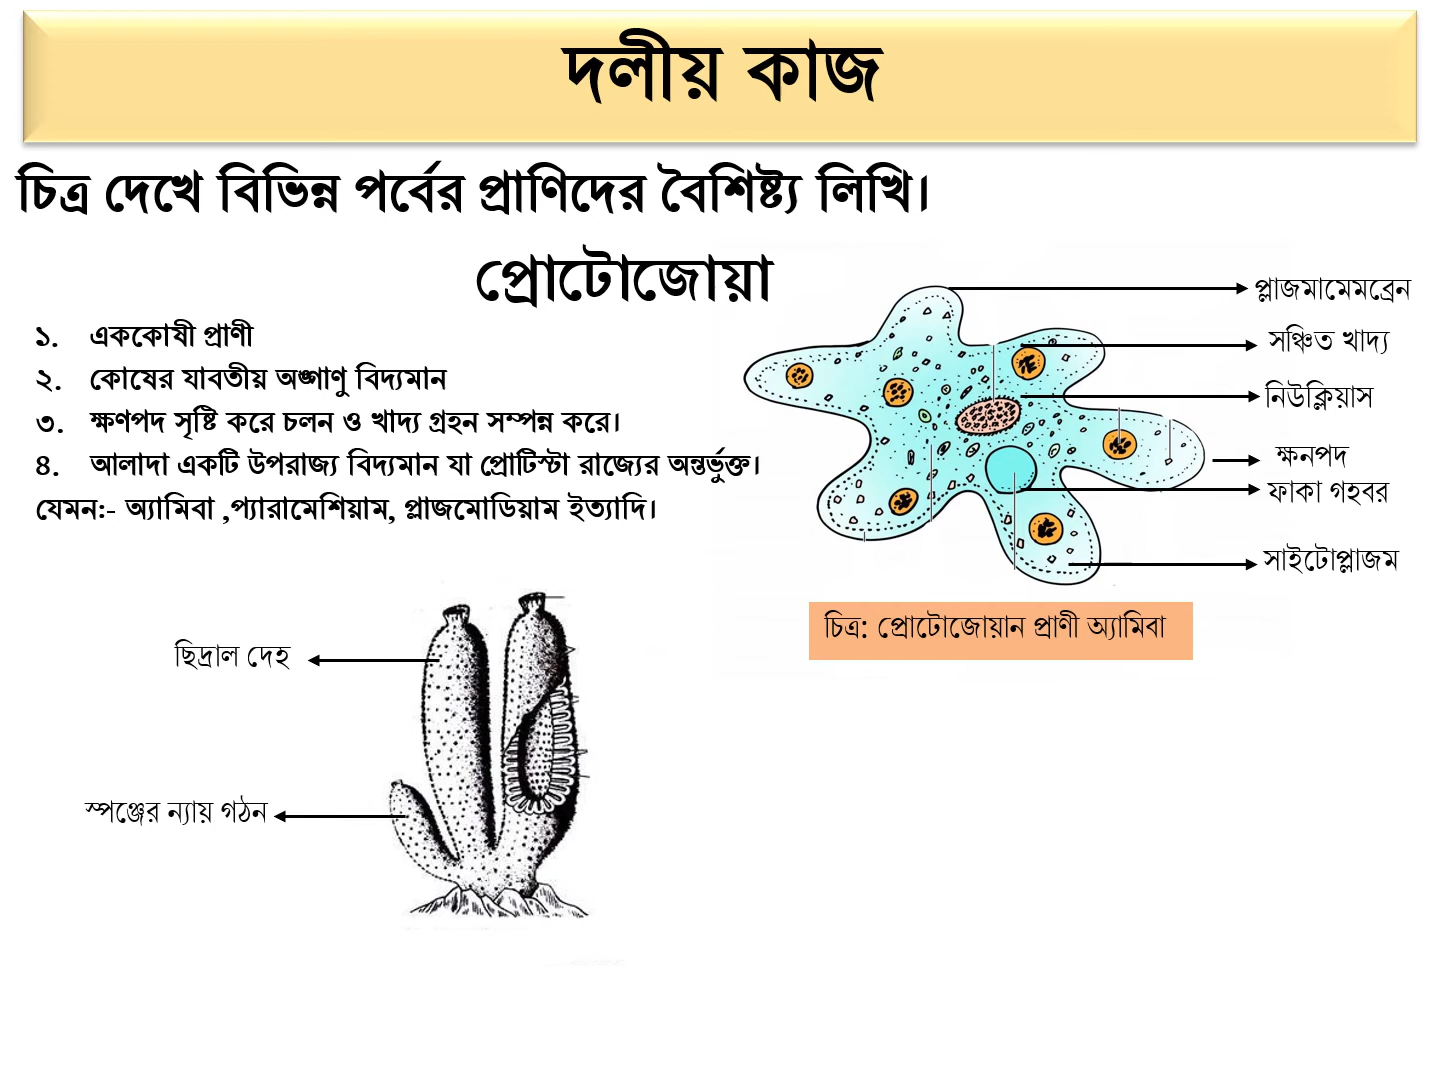 দলীয় কাজ
চিত্র দেখে বিভিন্ন পর্বের প্রাণিদের বৈশিষ্ট্য লিখি।
প্রোটোজোয়া
১. এককোষী প্রাণী
২. কোষের যাবতীয় অঙ্গাণু বিদ্যমান
৩. ক্ষণপদ সৃষ্টি করে চলন ও খাদ্য গ্রহন সম্পন্ন করে।
৪. আলাদা একটি উপরাজ্য বিদ্যমান যা প্রোটিস্টা রাজ্যের অন্তর্ভুক্ত।
যেমন:- অ্যামিবা ,প্যারামেশিয়াম, প্লাজমোডিয়াম ইত্যাদি।
প্লাজমামেমব্রেন
সঞ্চিত খাদ্য
নিউক্লিয়াস
ক্ষনপদ
ফাকা গহবর
সাইটোপ্লাজম
চিত্র: প্রোটোজোয়ান প্রাণী অ্যামিবা
ছিদ্রাল দেহ
স্পঞ্জের ন্যায় গঠন